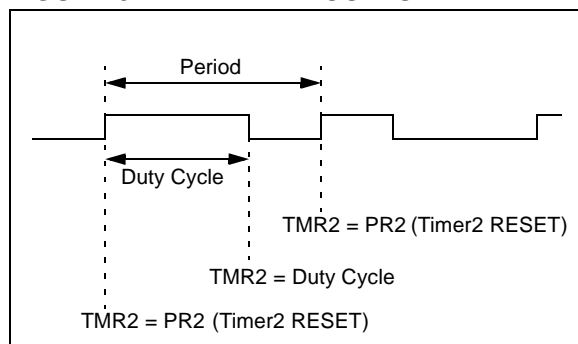 Period
Duty Cycle
TMR2 = PR2 (Timer2 RESET)
TMR2 = Duty Cycle
TMR2 = PR2 (Timer2 RESET)